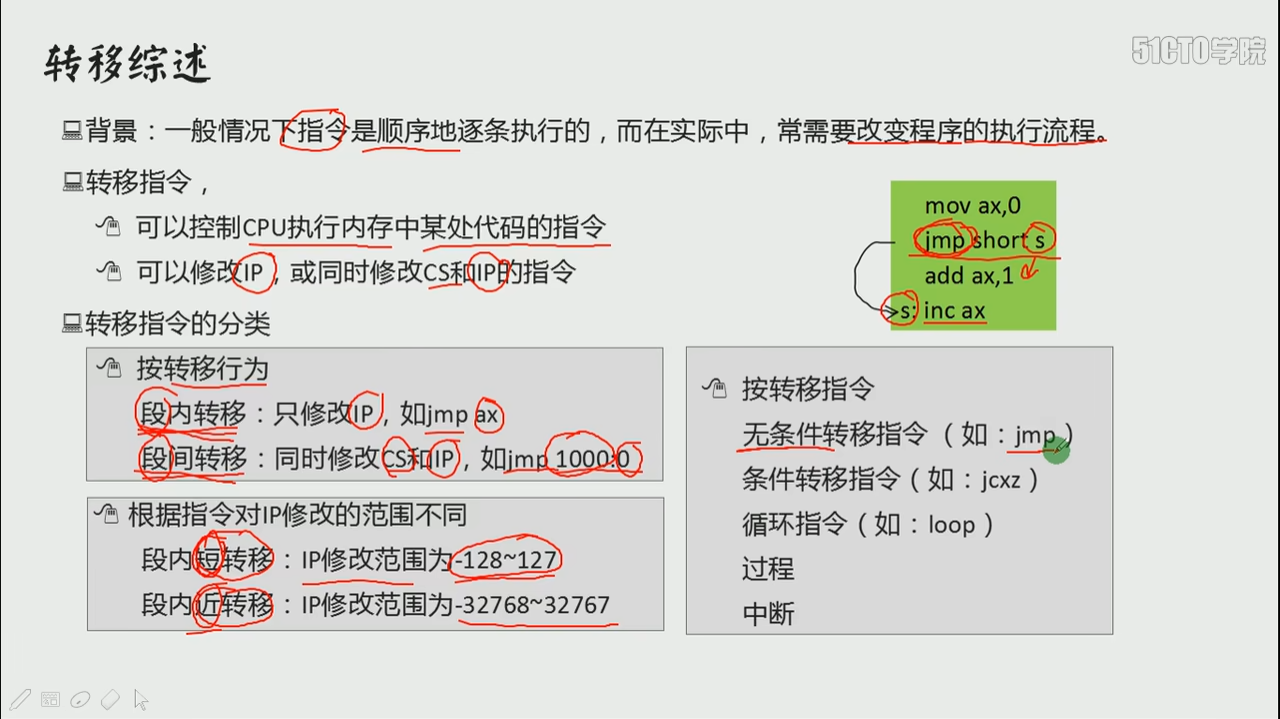 转移综述
51CTO学院
背景：一般情况下指令是顺序地逐条执行的，而在实际中，常需要改变程序的执行流程。
转移指令，
可以控制CPU执行内存中某处代码的指令
可以修改IP，或同时修改CS和IP的指令
mov ax,0
jmp short s
add ax,1
s: inc ax
转移指令的分类
按转移行为
段内转移：只修改IP，如jmp ax
段间转移：同时修改CS和IP，如jmp 1000:0
根据指令对IP修改的范围不同
段内短转移：IP修改范围为-128~127
段内近转移：IP修改范围为-32768~32767
按转移指令
无条件转移指令（如：jmp）
条件转移指令（如：jcxz）
循环指令（如：loop）
过程
中断